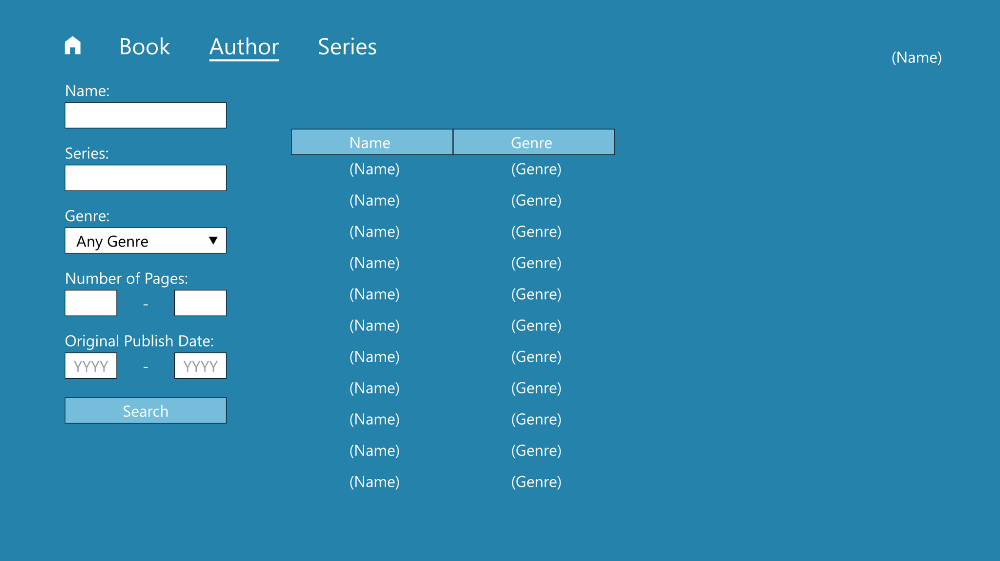 Book Author Series
(Name)
Name:
Series:
Genre:
Any Genre
Number of Pages:
-
Original Publish Date:
YYYY - YYYY
Search
Name Genre
(Name) (Genre)
(Name) (Genre)
(Name) (Genre)
(Name) (Genre)
(Name) (Genre)
(Name) (Genre)
(Name) (Genre)
(Name) (Genre)
(Name) (Genre)
(Name) (Genre)
(Name) (Genre)